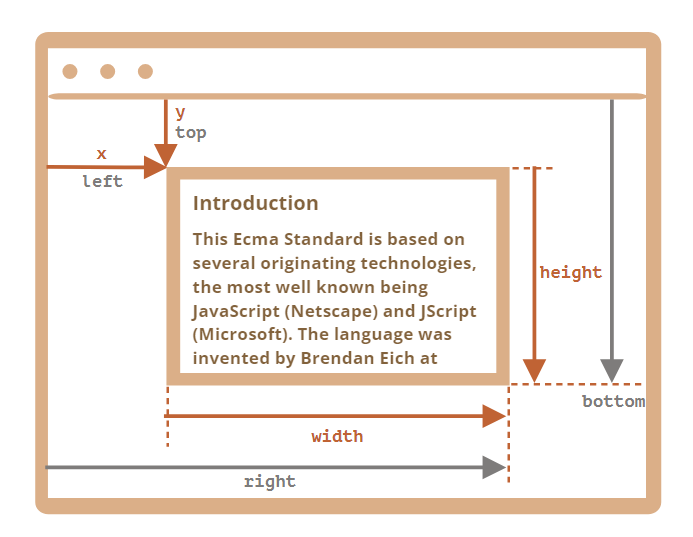 y
top
x
left
Introduction
This Ecma Standard is based on
several originating technologies,
the most well known being
JavaScript (Netscape) and JScript
(Microsoft). The language was
invented by Brendan Eich at
height
bottom
width
right